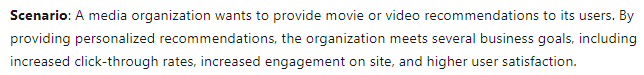 Scenario: A media organization wants to provide movie or video recommendations to its users. By
providing personalized recommendations, the organization meets several business goals, including
increased click-through rates, increased engagement on site, and higher user satisfaction.